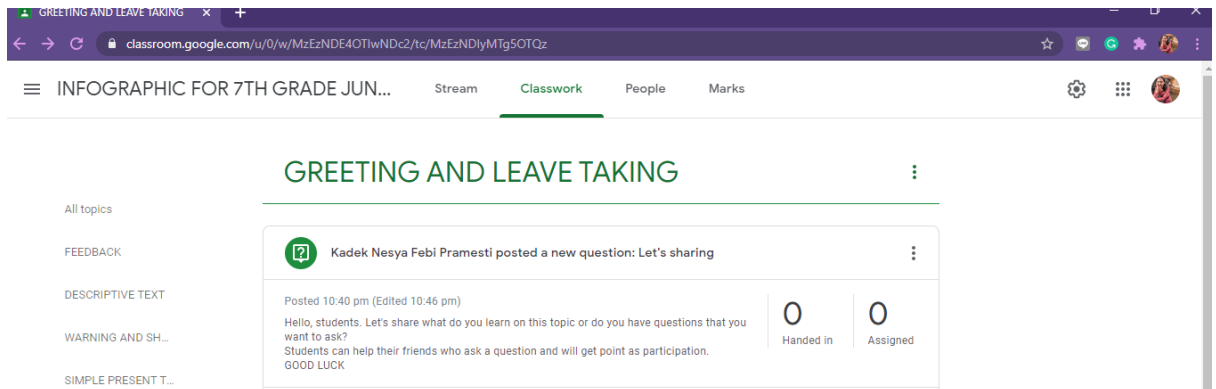 GREETING AND LEAVE TAKING
classroom.google.com/u/0/w/MzEzNDE4OTIwNDc2/tc/MzEzNDIyMTg5OTQz
INFOGRAPHIC FOR 7TH GRADE JUN...
Stream
Classwork
People
Marks
GREETING AND LEAVE TAKING
All topics
FEEDBACK
DESCRIPTIVE TEXT
WARNING AND SH...
SIMPLE PRESENT T...
Kadek Nesya Febi Pramesti posted a new question: Let's sharing
Posted 10:40 pm (Edited 10:46 pm)
Hello, students. Let's share what do you learn on this topic or do you have questions that you
want to ask?
Students can help their friends who ask a question and will get point as participation.
GOOD LUCK
0
Handed in
0
Assigned